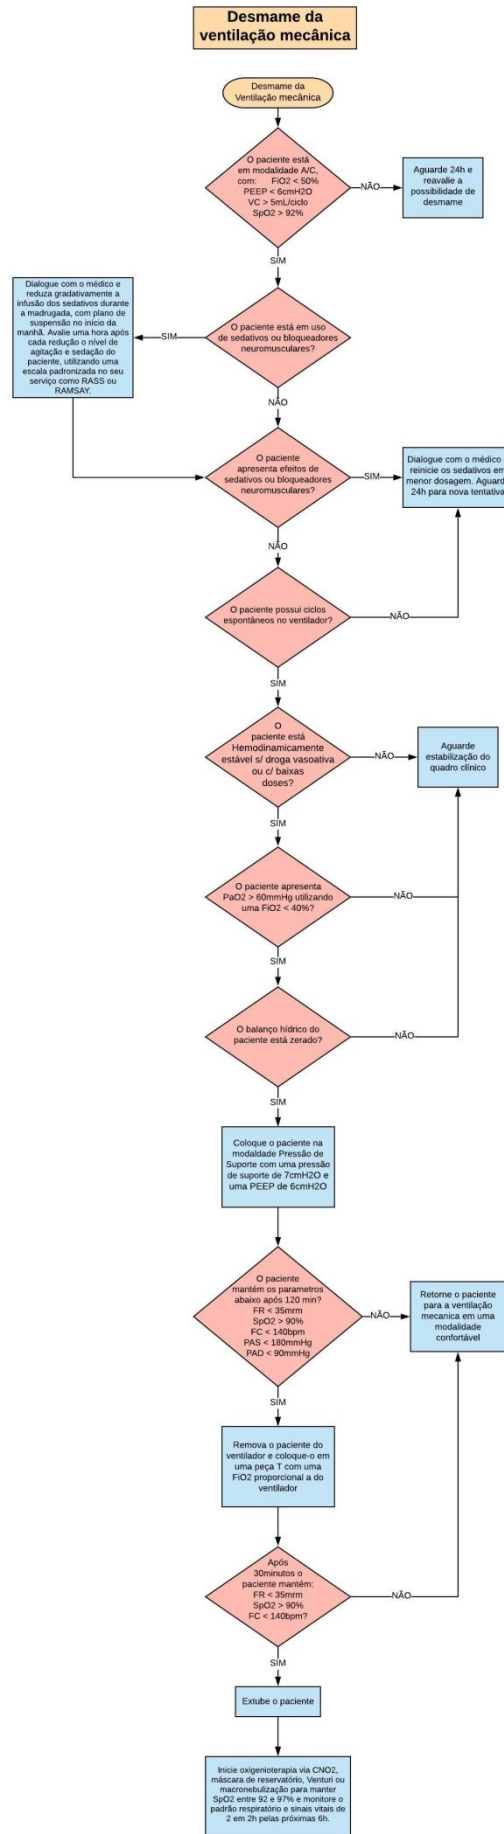 Desmame da
ventilação mecânica
Desmame da
Ventilação mecânica
O paciente está
em modalidade A/C,
com: FiO2 < 50%
PEEP < 6cmH2O
VC > 5mL/ciclo
SpO2 > 92%
NÃO
Aguarde 24h e
reavalie a
possibilidade de
desmame
SIM
Dialogue com o médico e
reduza gradativamente a
infusão dos sedativos durante
a madrugada, com plano de
suspensão no início da
manhã. Avalie uma hora após
cada redução o nível de
agitação e sedação do
paciente, utilizando uma
escala padronizada no seu
serviço como RASS ou
RAMSAY.
SIM
O paciente está em uso
de sedativos ou bloqueadores
neuromusculares?
NÃO
O paciente
apresenta efeitos de
sedativos ou bloqueadores
neuromusculares?
SIM
Dialogue com o médico
reinicie os sedativos em
menor dosagem. Aguard
24h para nova tentativa
NÃO
O paciente possui ciclos
espontâneos no ventilador?
NÃO
SIM
O
paciente está
Hemodinamicamente
estável s/ droga vasoativa
ou c/ baixas
doses?
NÃO
Aguarde
estabilização do
quadro clínico
SIM
O paciente apresenta
PaO2 > 60mmHg utilizando
uma FiO2 < 40%?
NÃO
SIM
O balanço hídrico do
paciente está zerado?
NÃO
SIM
Coloque o paciente na
modaldade Pressão de
Suporte com uma pressão
de suporte de 7cmH2O e
uma PEEP de 6cmH2O
O paciente
mantém os parametros
abaixo após 120 min?
FR < 35mrm
SpO2 > 90%
FC < 140bpm
PAS < 180mmHg
PAD < 90mmHg
NÃO
Retorne o paciente
para a ventilação
mecanica em uma
modalidade
confortável
SIM
Remova o paciente do
ventilador e coloque-o em
uma peça T com uma
FiO2 proporcional a do
ventilador
Após
30minutos o
paciente mantém:
FR < 35mrm
SpO2 > 90%
FC < 140bpm?
NÃO
SIM
Extube o paciente
Inicie oxigenioterapia via CNO2,
máscara de reservatório, Venturi ou
macronebulização para manter
SpO2 entre 92 e 97% e monitore o
padrão respiratório e sinais vitais de
2 em 2h pelas próximas 6h.